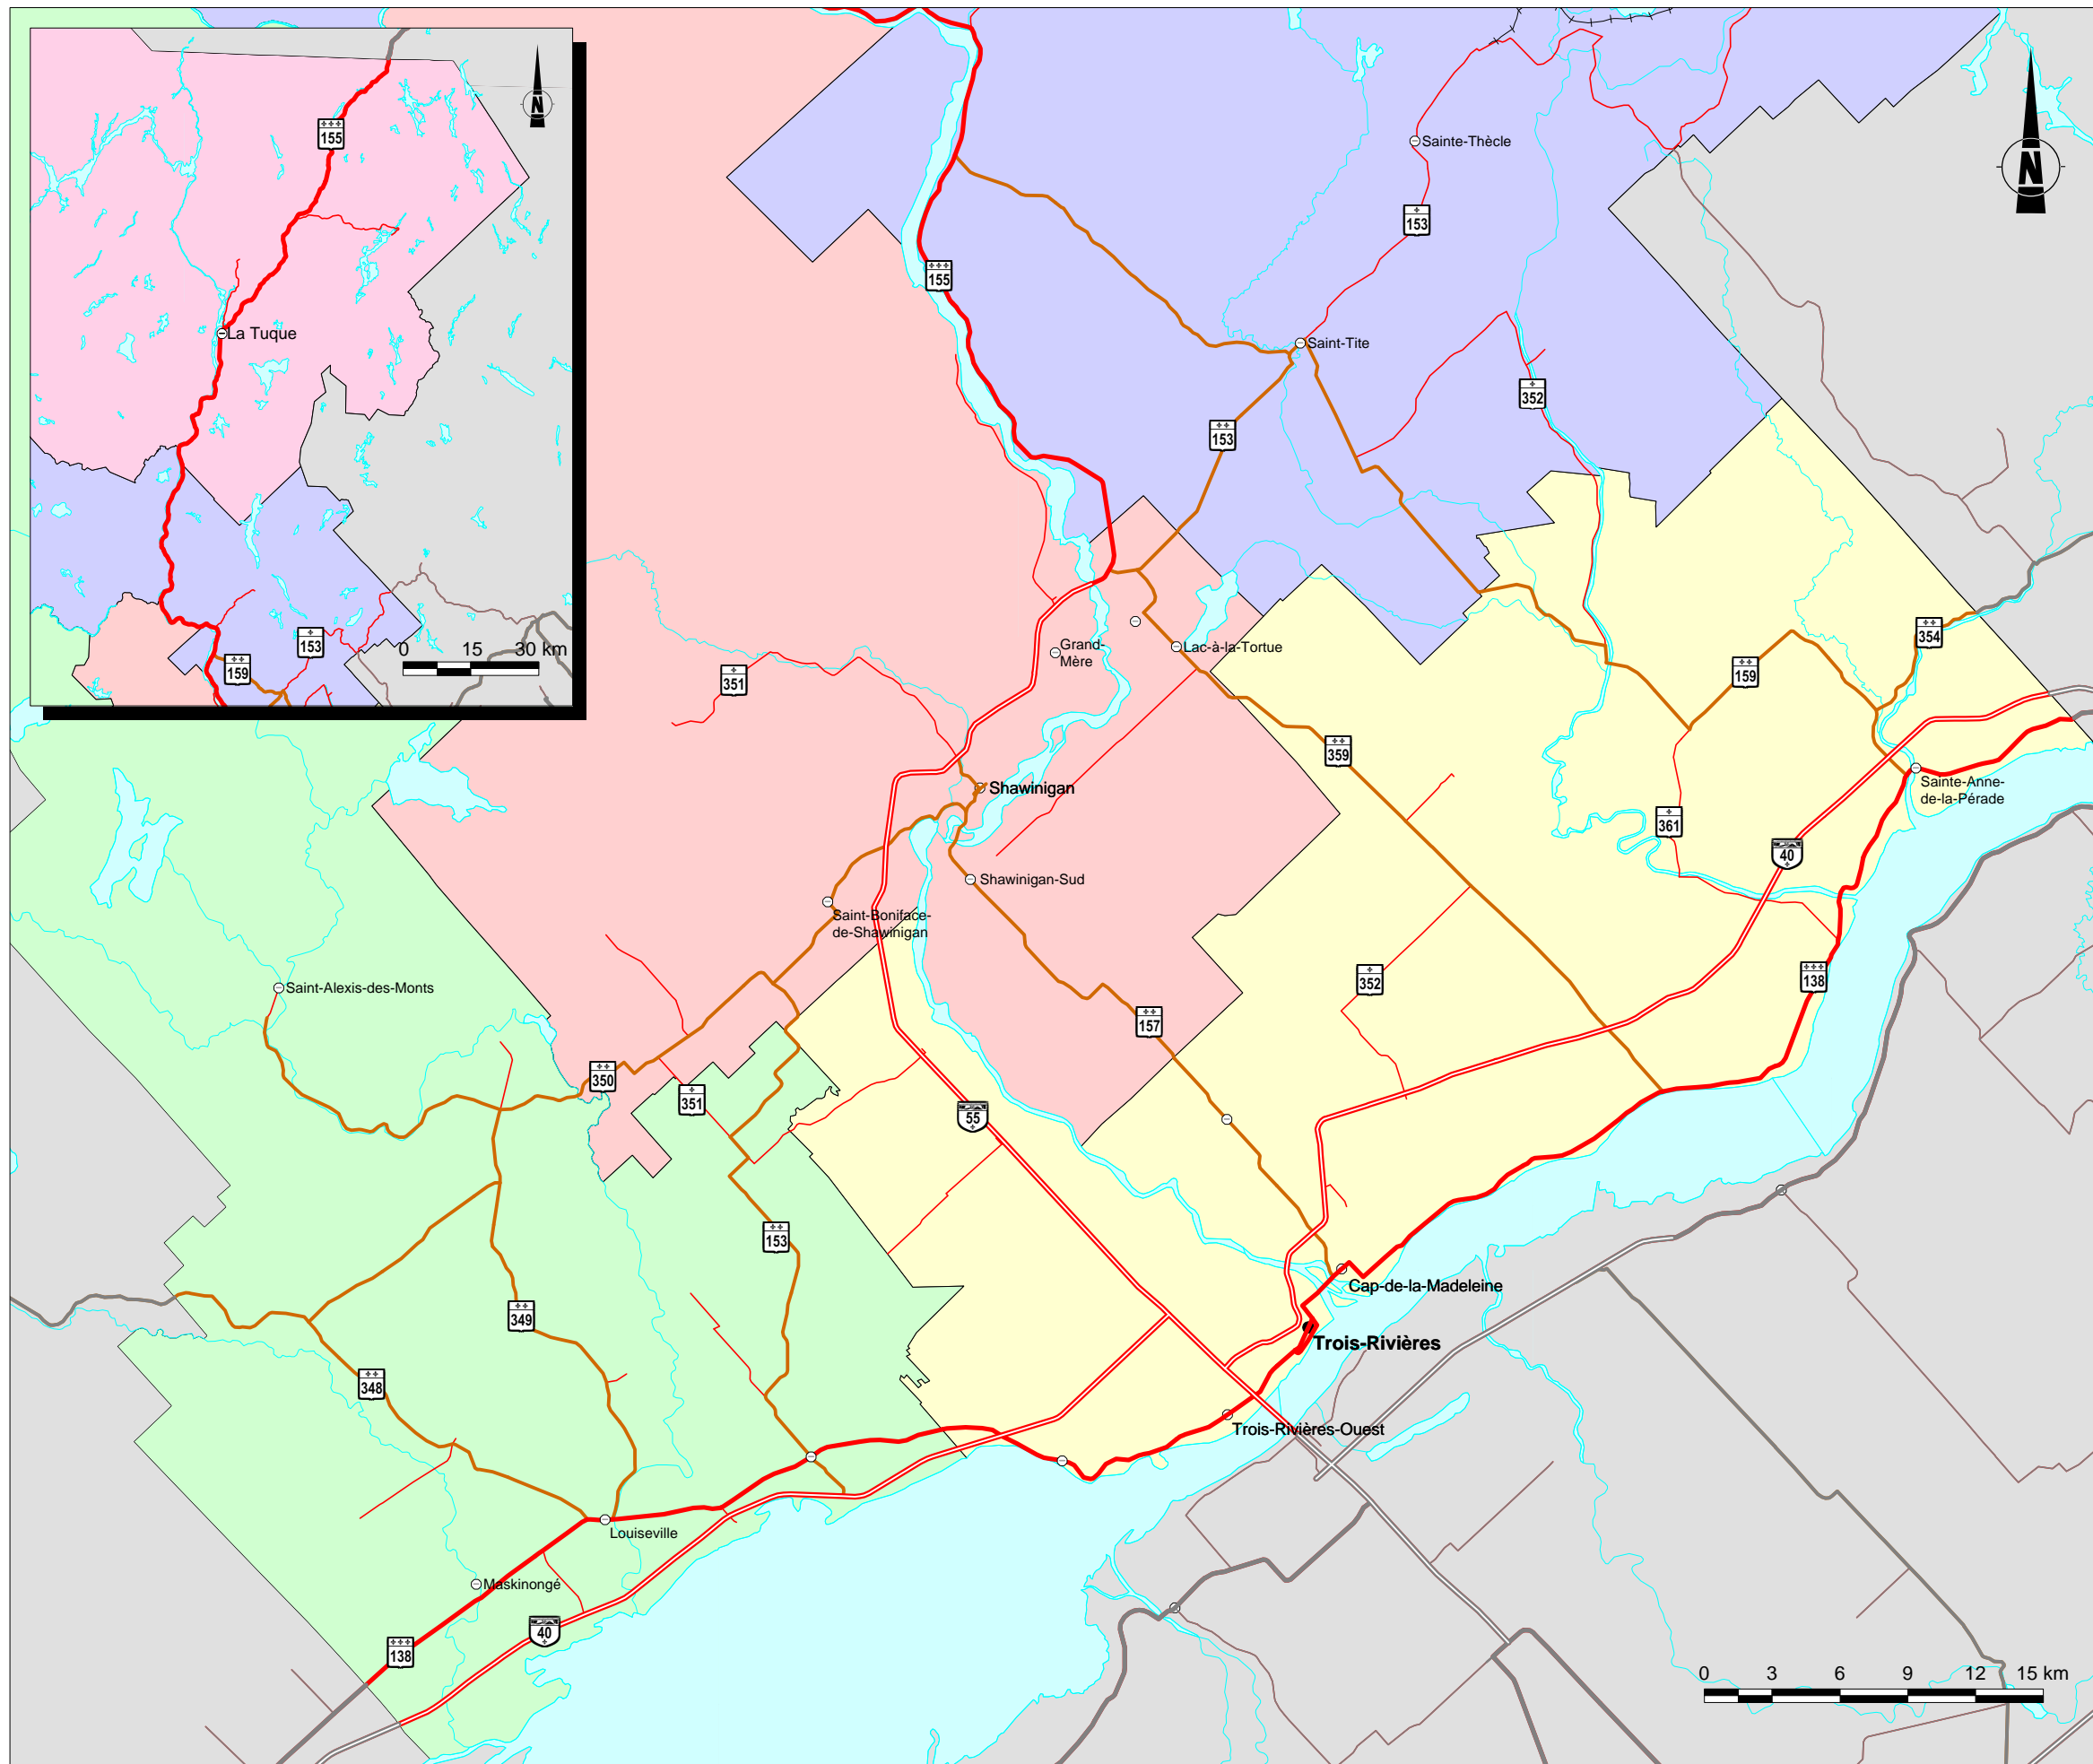 N
155
La Tuque
153
0 15 30 km
159
N
Sainte-Thècle
153
155
Saint-Tite
352
153
354
Grand-
Mère
Lac-à-la-Tortue
351
159
359
Shawinigan
Sainte-Anne-
de-la-Pérade
361
40
Shawinigan-Sud
Saint-Boniface-
de-Shawinigan
352
138
Saint-Alexis-des-Monts
157
350
351
55
153
Cap-de-la-Madeleine
349
Trois-Rivières
348
Trois-Rivières-Ouest
Louiseville
Maskinongé
40
138
0 3 6 9 12 15 km